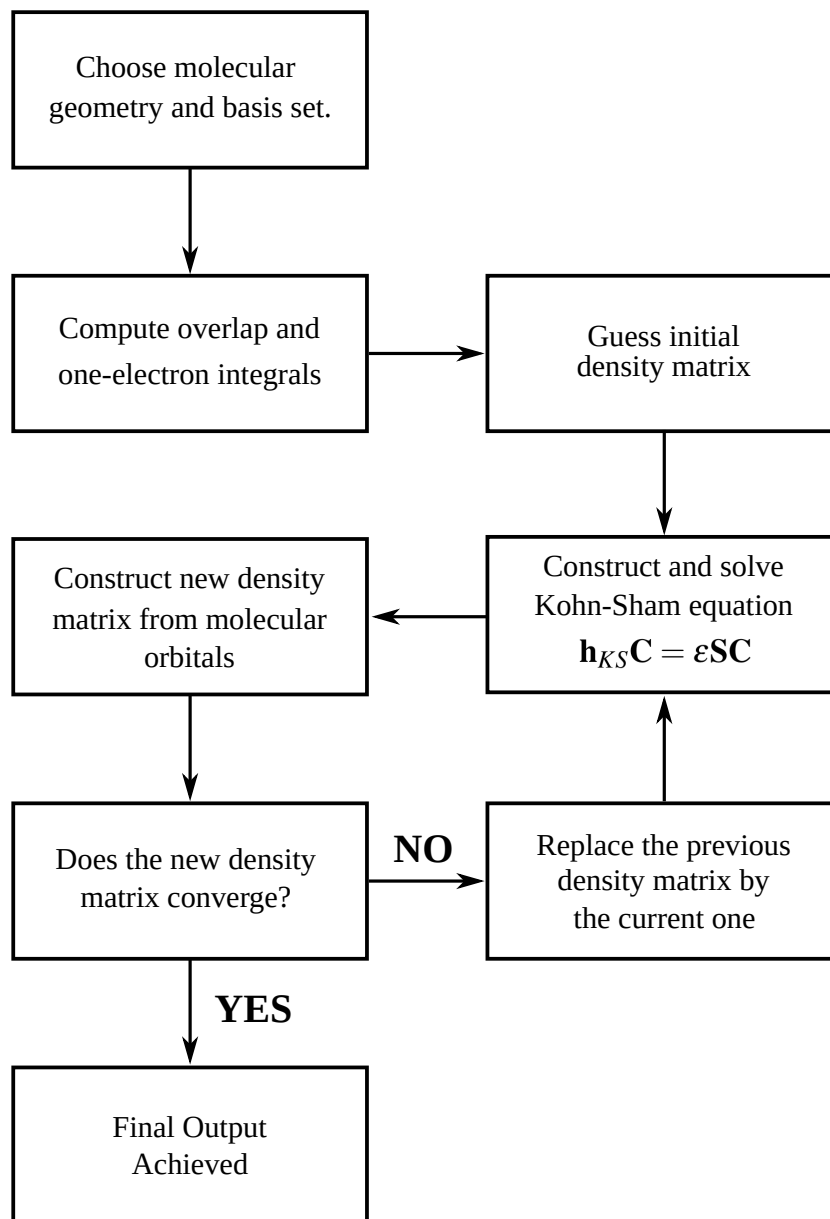 Choose molecular
geometry and basis set.
Compute overlap and
one-electron integrals
Guess initial
density matrix
Construct and solve
Kohn-Sham equation
h_{KS}C = εSC
Construct new density
matrix from molecular
orbitals
Does the new density
matrix converge?
NO
Replace the previous
density matrix by
the current one
YES
Final Output
Achieved